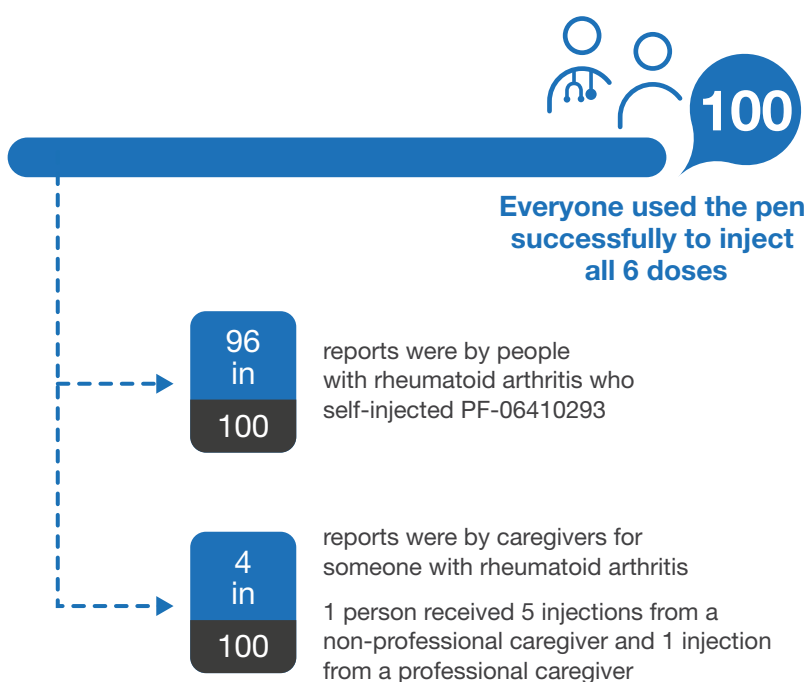 100
Everyone used the pen
successfully to inject
all 6 doses
96
in
100
reports were by people
with rheumatoid arthritis who
self-injected PF-06410293
4
in
100
reports were by caregivers for
someone with rheumatoid arthritis
1 person received 5 injections from a
non-professional caregiver and 1 injection
from a professional caregiver